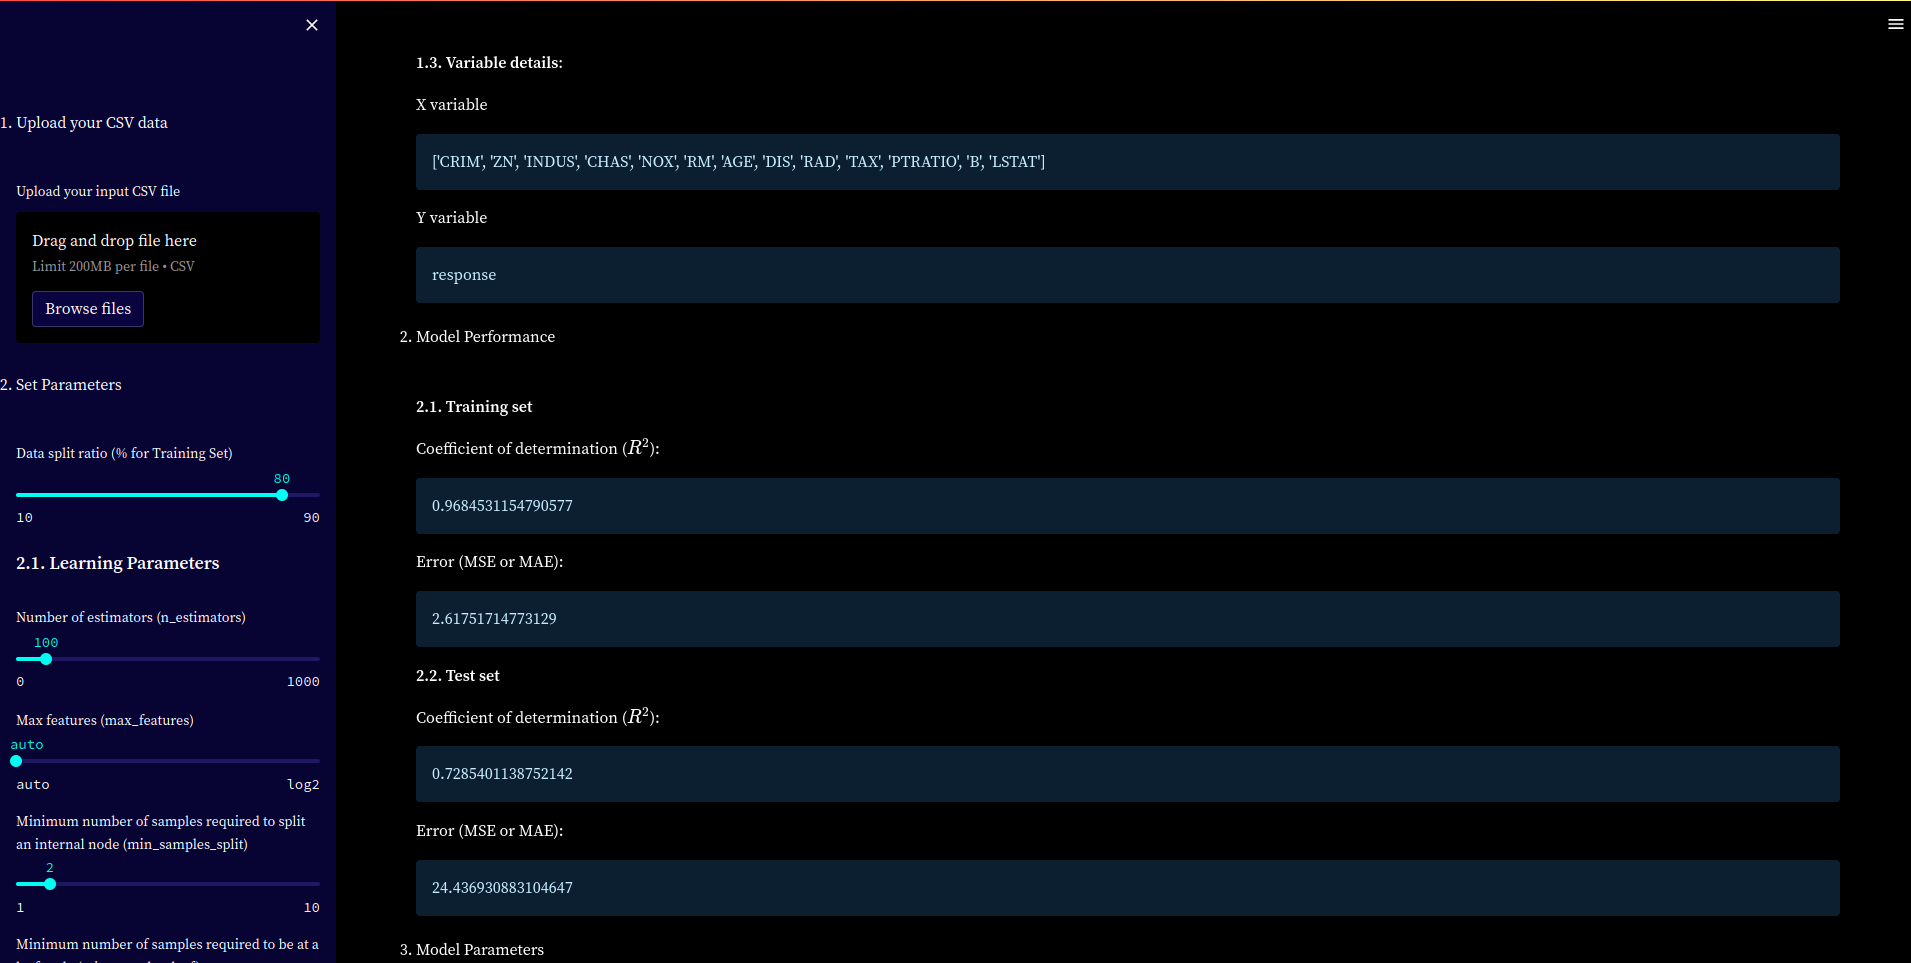 1. Upload your CSV data
Upload your input CSV file
Drag and drop file here
Limit 200MB per file • CSV
Browse files
2. Set Parameters
Data split ratio (% for Training Set)
80
10 90
2.1. Learning Parameters
Number of estimators (n_estimators)
100
0 1000
Max features (max_features)
auto
auto log2
Minimum number of samples required to split
an internal node (min_samples_split)
2
1 10
Minimum number of samples required to be at a
1.3. Variable details:
X variable
['CRIM', 'ZN', 'INDUS', 'CHAS', 'NOX', 'RM', 'AGE', 'DIS', 'RAD', 'TAX', 'PTRATIO', 'B', 'LSTAT']
Y variable
response
2. Model Performance
2.1. Training set
Coefficient of determination (R²):
0.9684531154790577
Error (MSE or MAE):
2.61751714773129
2.2. Test set
Coefficient of determination (R²):
0.7285401138752142
Error (MSE or MAE):
24.436930883104647
3. Model Parameters